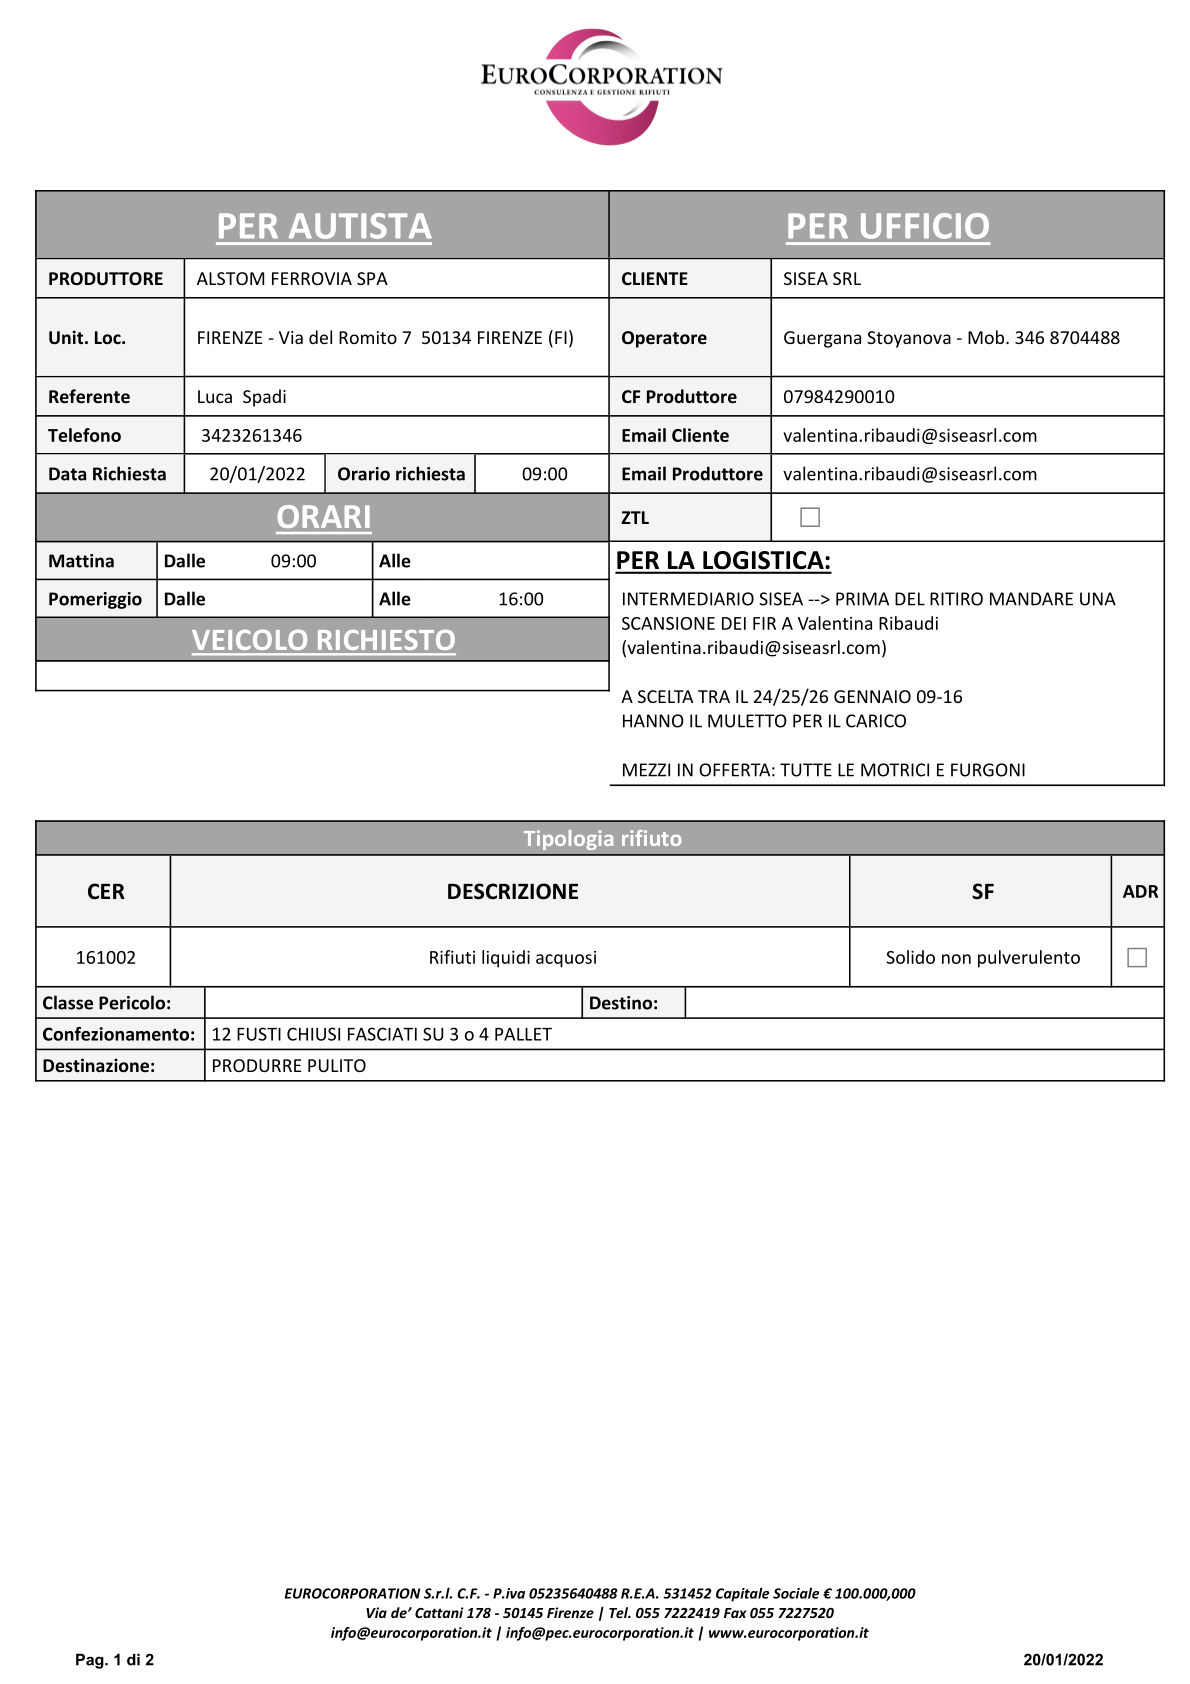 EUROCORPORATION
CONSULENZA E GESTIONE RIFIUTI
PER AUTISTA
PRODUTTORE ALSTOM FERROVIA SPA
Unit. Loc. FIRENZE - Via del Romito 7  50134 FIRENZE (FI)
Referente Luca  Spadi
Telefono 3423261346
Data Richiesta 20/01/2022 Orario richiesta 09:00
ORARI
Mattina Dalle 09:00 Alle
Pomeriggio Dalle Alle 16:00
VEICOLO RICHIESTO
PER UFFICIO
CLIENTE SISEA SRL
Operatore Guergana Stoyanova - Mob. 346 8704488
CF Produttore 07984290010
Email Cliente valentina.ribaudi@siseasrl.com
Email Produttore valentina.ribaudi@siseasrl.com
ZTL ☐
PER LA LOGISTICA:
INTERMEDIARIO SISEA --> PRIMA DEL RITIRO MANDARE UNA
SCANSIONE DEI FIR A Valentina Ribaudi
(valentina.ribaudi@siseasrl.com)
A SCELTA TRA IL 24/25/26 GENNAIO 09-16
HANNO IL MULETTO PER IL CARICO
MEZZI IN OFFERTA: TUTTE LE MOTRICI E FURGONI
Tipologia rifiuto
CER DESCRIZIONE SF ADR
161002 Rifiuti liquidi acquosi Solido non pulverulento ☐
Classe Pericolo: Destino:
Confezionamento: 12 FUSTI CHIUSI FASCIATI SU 3 o 4 PALLET
Destinazione: PRODURRE PULITO
EUROCORPORATION S.r.l. C.F. - P.iva 05235640488 R.E.A. 531452 Capitale Sociale € 100.000,000
Via de' Cattani 178 - 50145 Firenze | Tel. 055 7222419 Fax 055 7227520
info@eurocorporation.it | info@pec.eurocorporation.it | www.eurocorporation.it
Pag. 1 di 2 20/01/2022